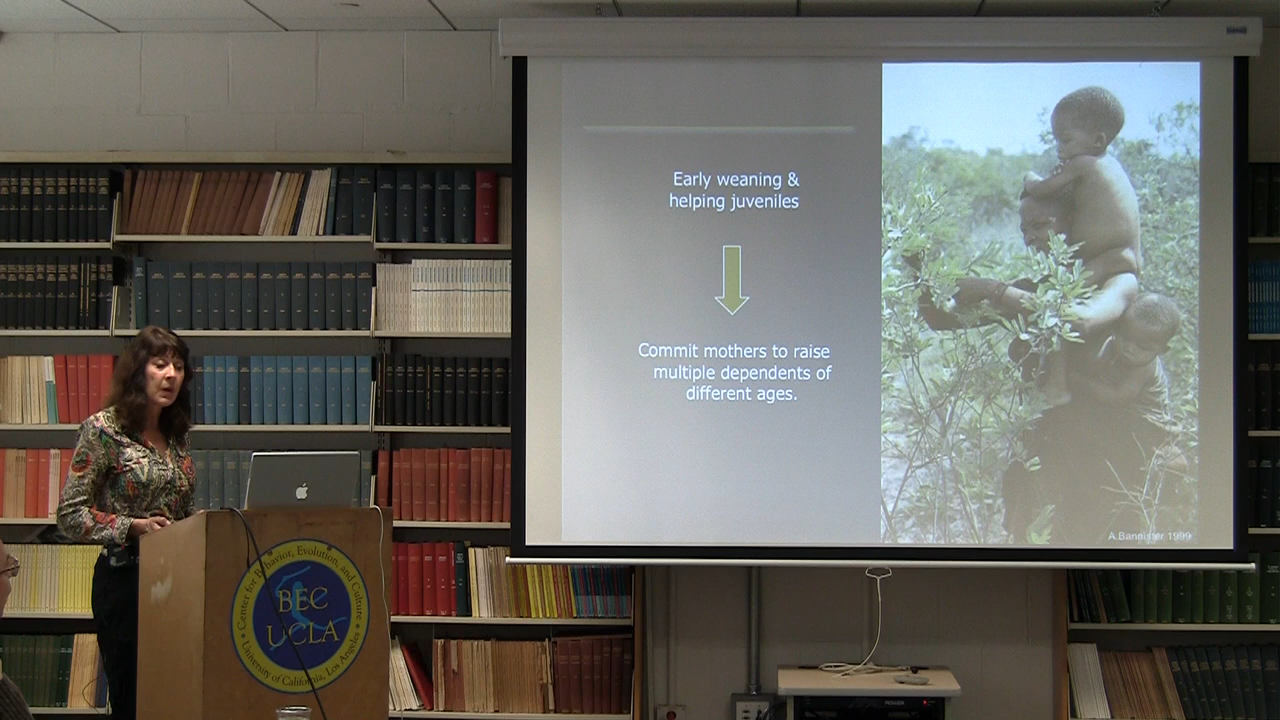 Early weaning &
helping juveniles
Commit mothers to raise
multiple dependents of
different ages.
A.Bannister 1999
Center for Behavior, Evolution, and Culture
BEC
UCLA
University of California, Los Angeles